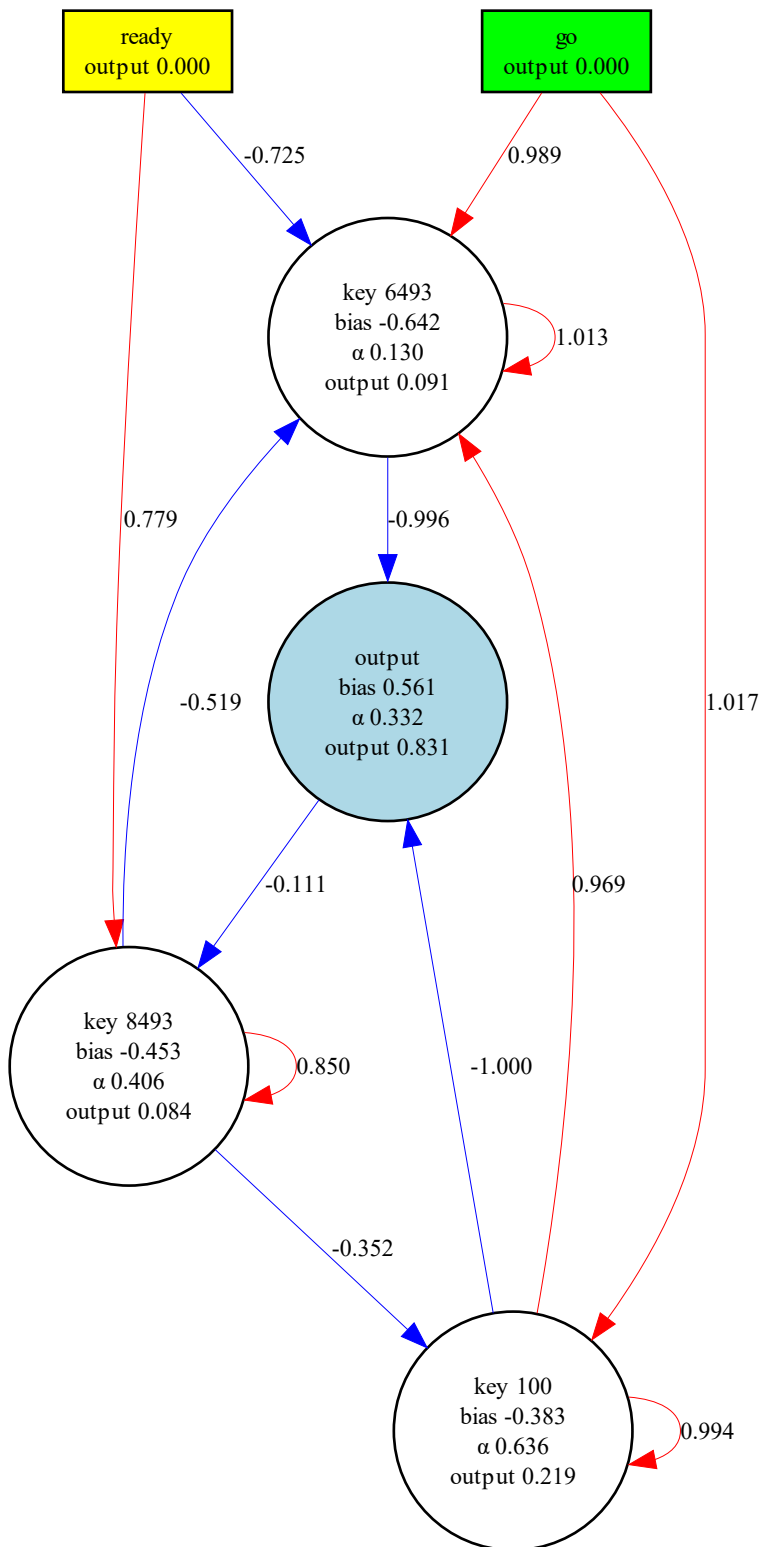 ready
output 0.000
go
output 0.000
-0.725
0.989
key 6493
bias -0.642
α 0.130
output 0.091
1.013
0.779
-0.996
output
bias 0.561
α 0.332
output 0.831
-0.519
1.017
-0.111
0.969
key 8493
bias -0.453
α 0.406
output 0.084
0.850
-1.000
-0.352
key 100
bias -0.383
α 0.636
output 0.219
0.994